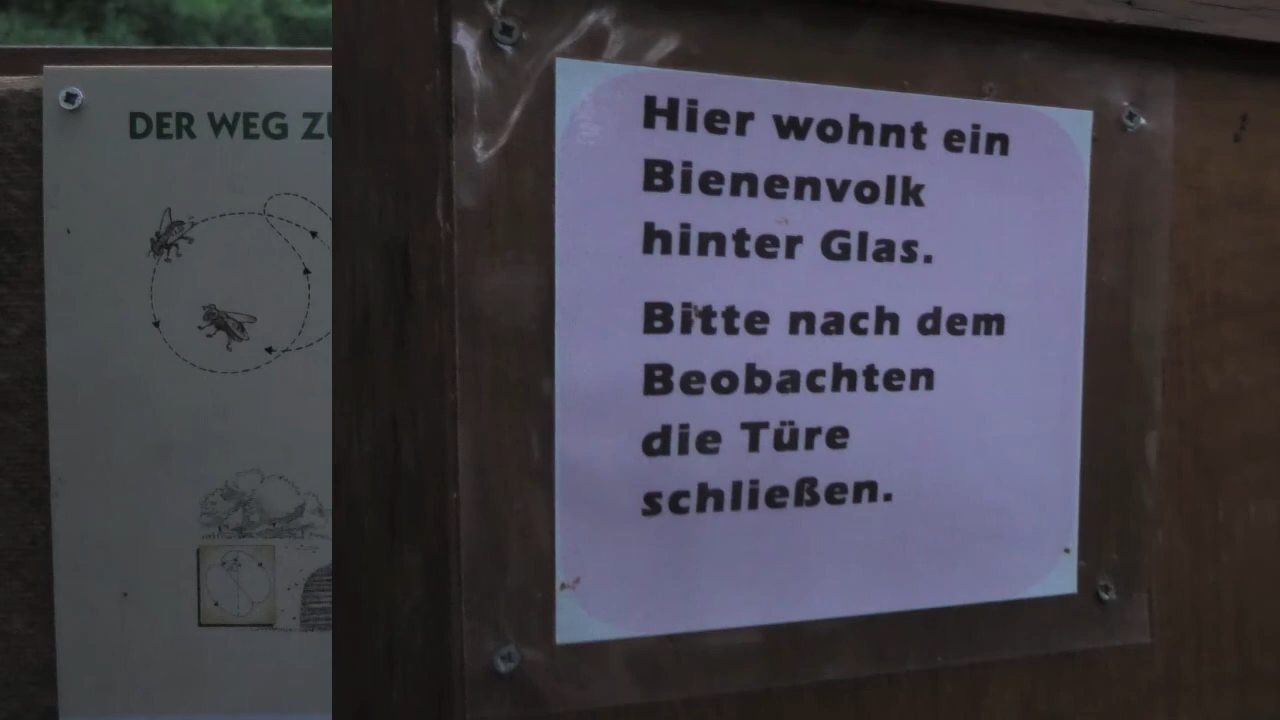 DER WEG ZU
Hier wohnt ein
Bienenvolk
hinter Glas.
Bitte nach dem
Beobachten
die Türe
schließen.